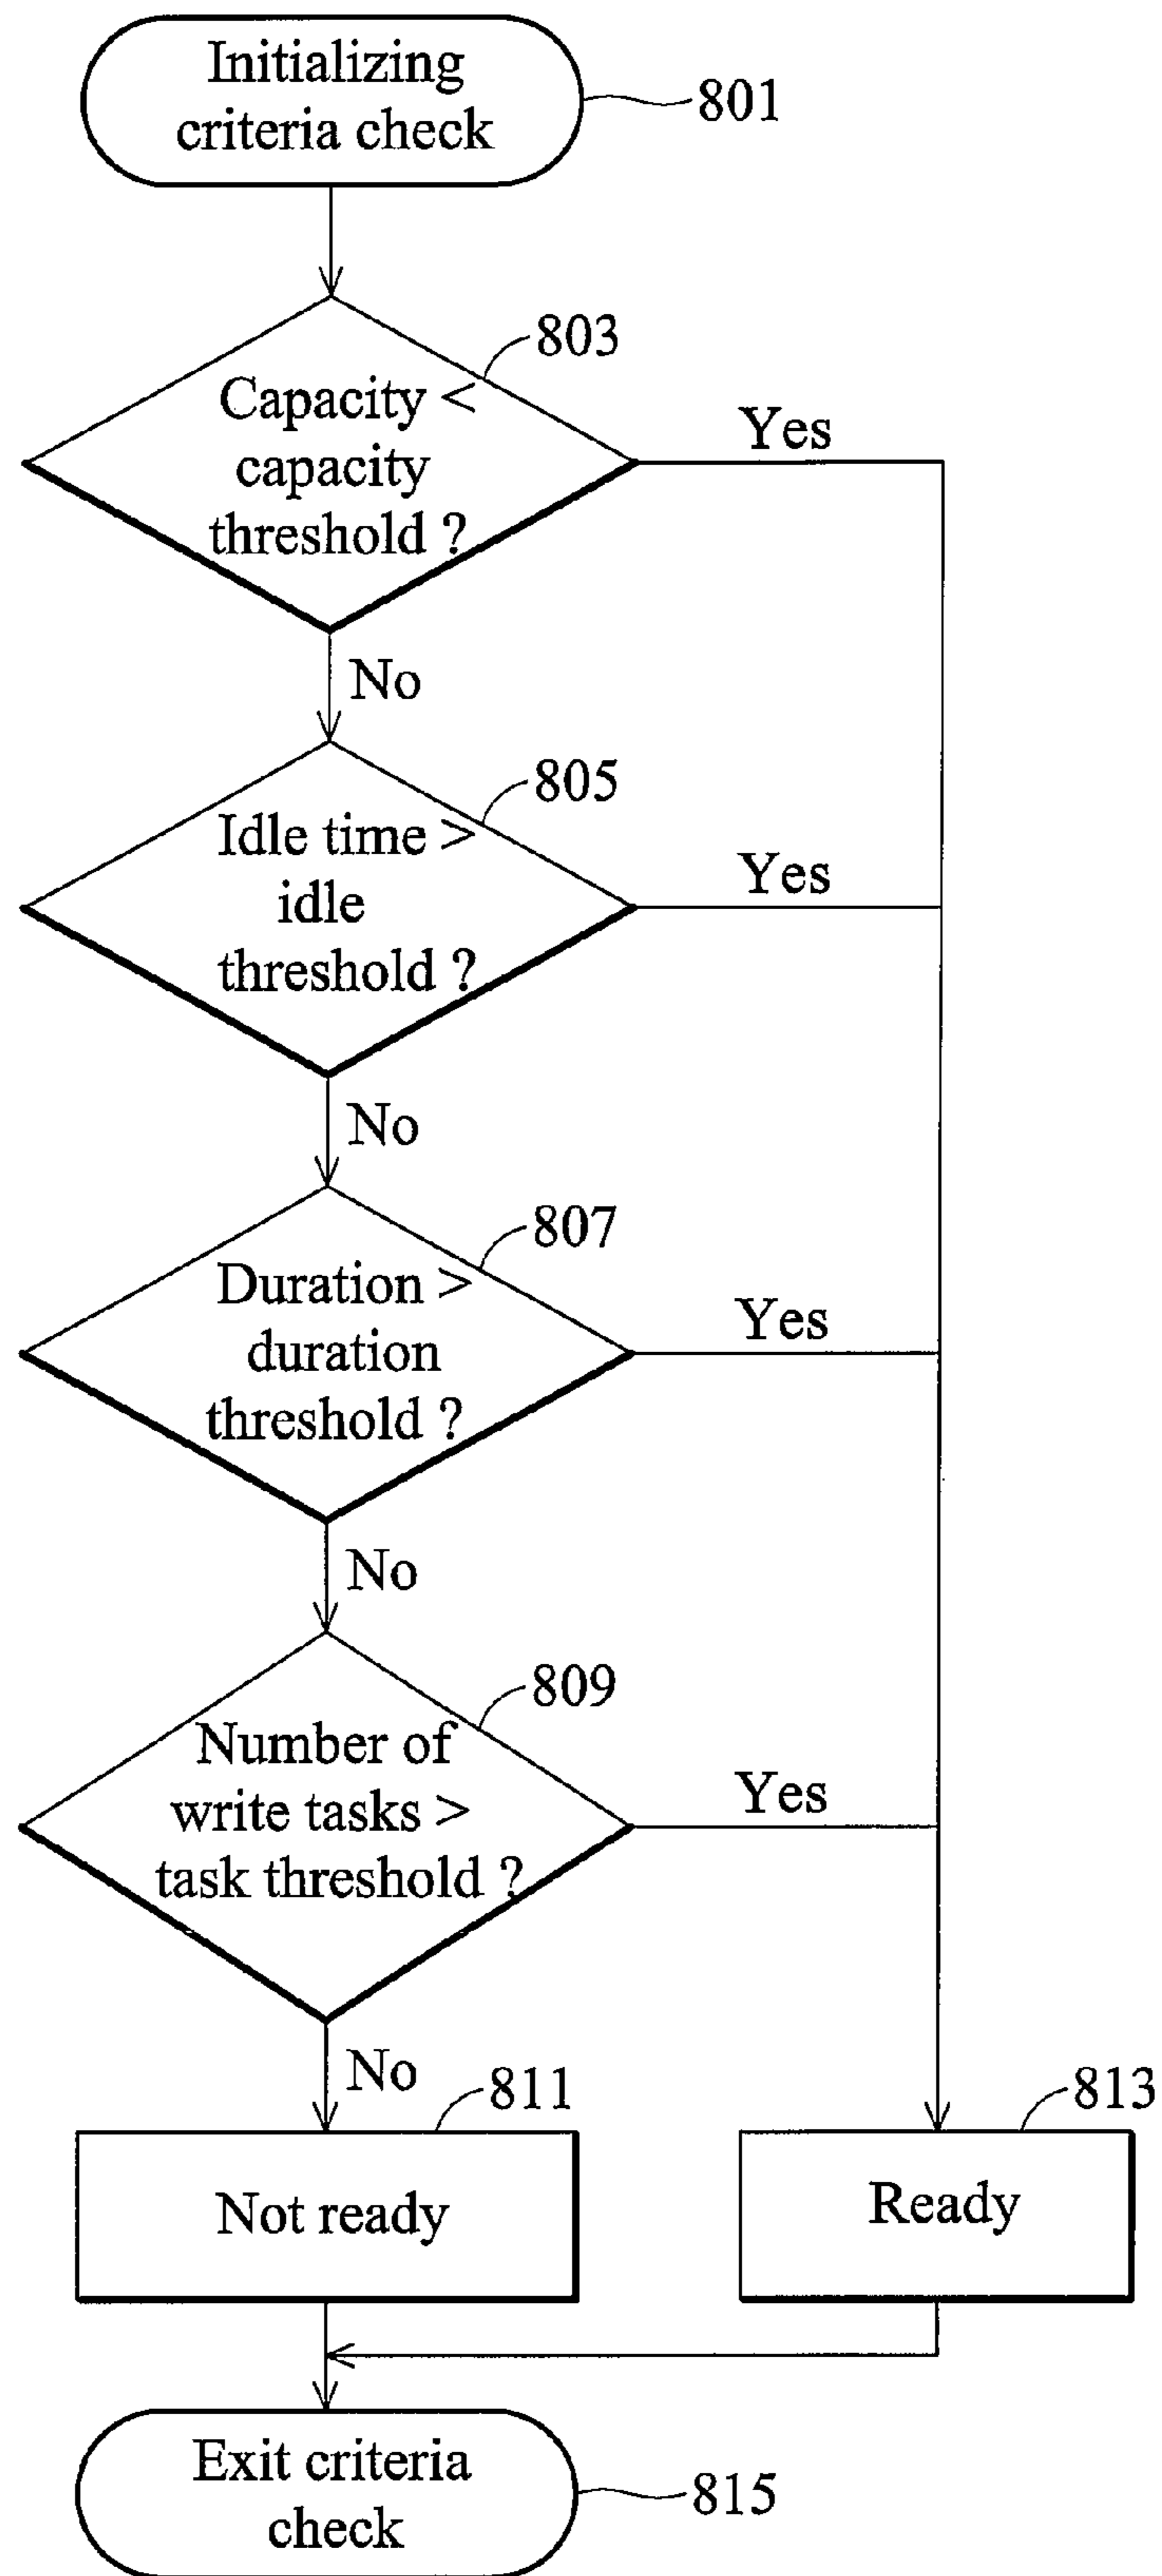 Initializing
criteria check
801
803
Capacity <
capacity
threshold ?
Yes
No
805
Idle time >
idle
threshold ?
Yes
No
807
Duration >
duration
threshold ?
Yes
No
809
Number of
write tasks >
task threshold ?
Yes
No
811
Not ready
813
Ready
Exit criteria
check
815